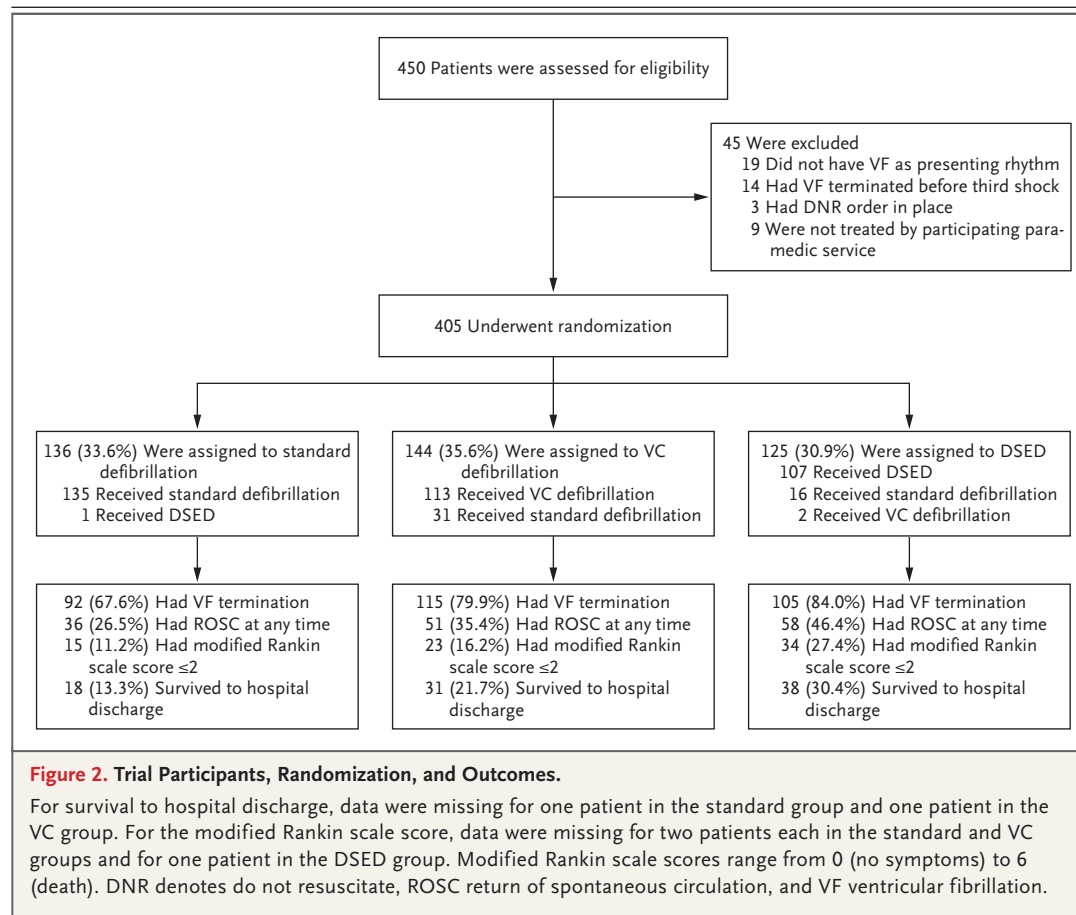 450 Patients were assessed for eligibility
45 Were excluded
19 Did not have VF as presenting rhythm
14 Had VF terminated before third shock
3 Had DNR order in place
9 Were not treated by participating para-
medic service
405 Underwent randomization
136 (33.6%) Were assigned to standard
defibrillation
135 Received standard defibrillation
1 Received DSED
144 (35.6%) Were assigned to VC
defibrillation
113 Received VC defibrillation
31 Received standard defibrillation
125 (30.9%) Were assigned to DSED
107 Received DSED
16 Received standard defibrillation
2 Received VC defibrillation
92 (67.6%) Had VF termination
36 (26.5%) Had ROSC at any time
15 (11.2%) Had modified Rankin
scale score ≤2
18 (13.3%) Survived to hospital
discharge
115 (79.9%) Had VF termination
51 (35.4%) Had ROSC at any time
23 (16.2%) Had modified Rankin
scale score ≤2
31 (21.7%) Survived to hospital
discharge
105 (84.0%) Had VF termination
58 (46.4%) Had ROSC at any time
34 (27.4%) Had modified Rankin
scale score ≤2
38 (30.4%) Survived to hospital
discharge
Figure 2. Trial Participants, Randomization, and Outcomes.
For survival to hospital discharge, data were missing for one patient in the standard group and one patient in the
VC group. For the modified Rankin scale score, data were missing for two patients each in the standard and VC
groups and for one patient in the DSED group. Modified Rankin scale scores range from 0 (no symptoms) to 6
(death). DNR denotes do not resuscitate, ROSC return of spontaneous circulation, and VF ventricular fibrillation.